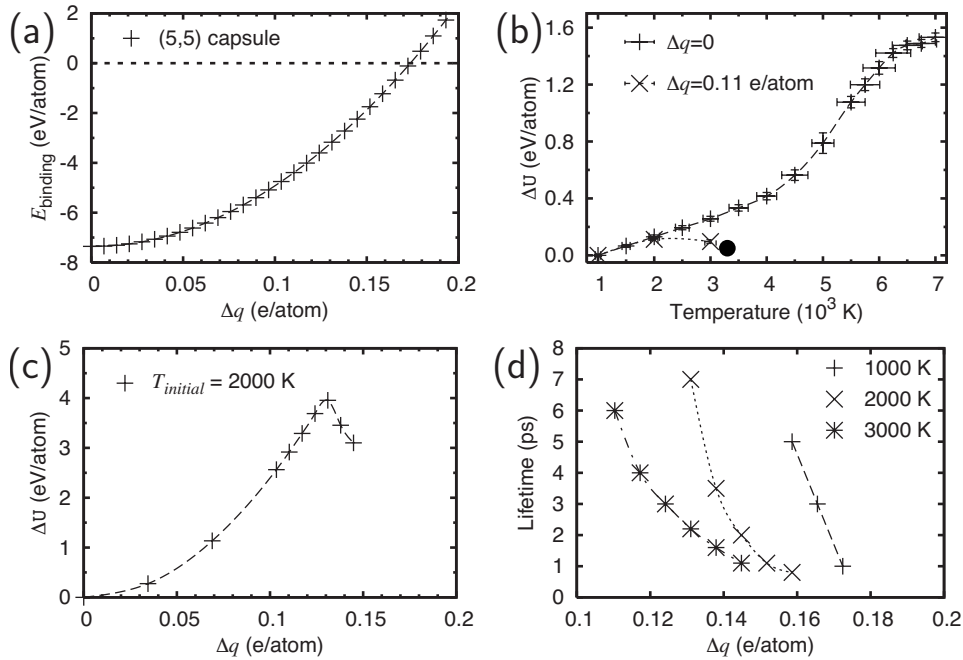 (a)
2
0
-2
-4
-6
-8
E_binding (eV/atom)
(5,5) capsule
0 0.05 0.1 0.15 0.2
Δq (e/atom)
(b)
1.6
1.2
0.8
0.4
0.0
ΔU (eV/atom)
Δq=0
Δq=0.11 e/atom
1 2 3 4 5 6 7
Temperature (10³ K)
(c)
5
4
3
2
1
0
ΔU (eV/atom)
T_initial = 2000 K
0 0.05 0.1 0.15 0.2
Δq (e/atom)
(d)
8
7
6
5
4
3
2
1
0
Lifetime (ps)
1000 K
2000 K
3000 K
0.1 0.12 0.14 0.16 0.18 0.2
Δq (e/atom)